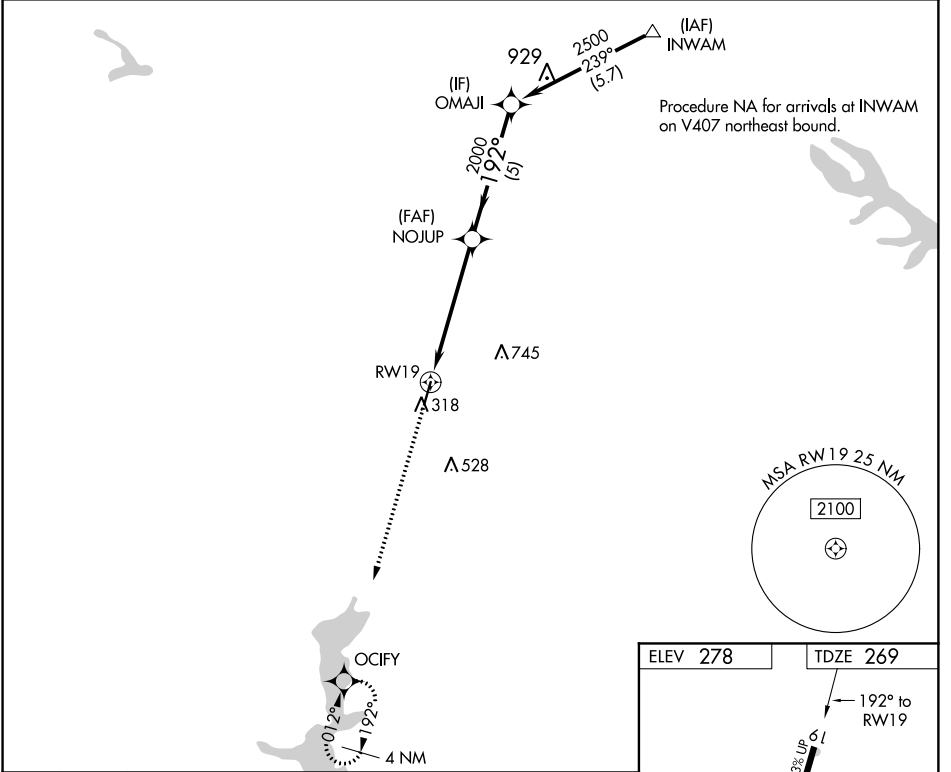 (IAF)
INWAM
2500
239°
(5.7)
929
(IF)
OMAJI
Procedure NA for arrivals at INWAM
on V407 northeast bound.
2000
192°
(5)
(FAF)
NOJUP
745
RW19
318
528
MSA RW19 25 NM
2100
OCIFY
012°
192°
4 NM
ELEV 278
TDZE 269
192° to
RW19
19
3% UP